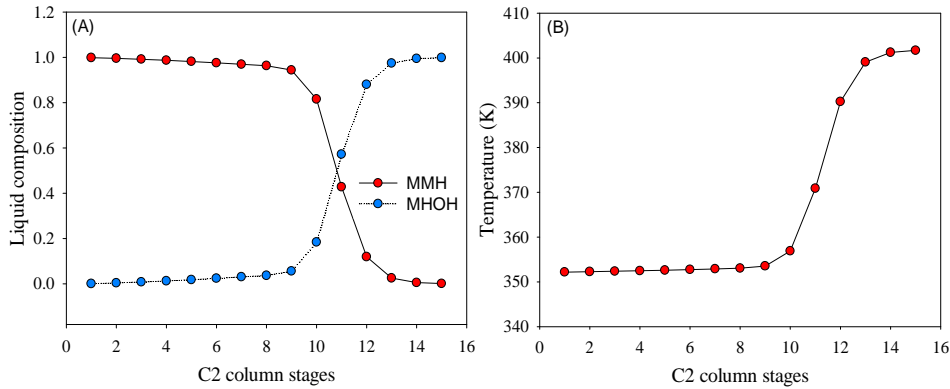 (A)
Liquid composition
1.2
1.0
0.8
0.6
0.4
0.2
0.0
MMH
MHOH
0 2 4 6 8 10 12 14 16
C2 column stages
(B)
Temperature (K)
410
400
390
380
370
360
350
340
0 2 4 6 8 10 12 14 16
C2 column stages